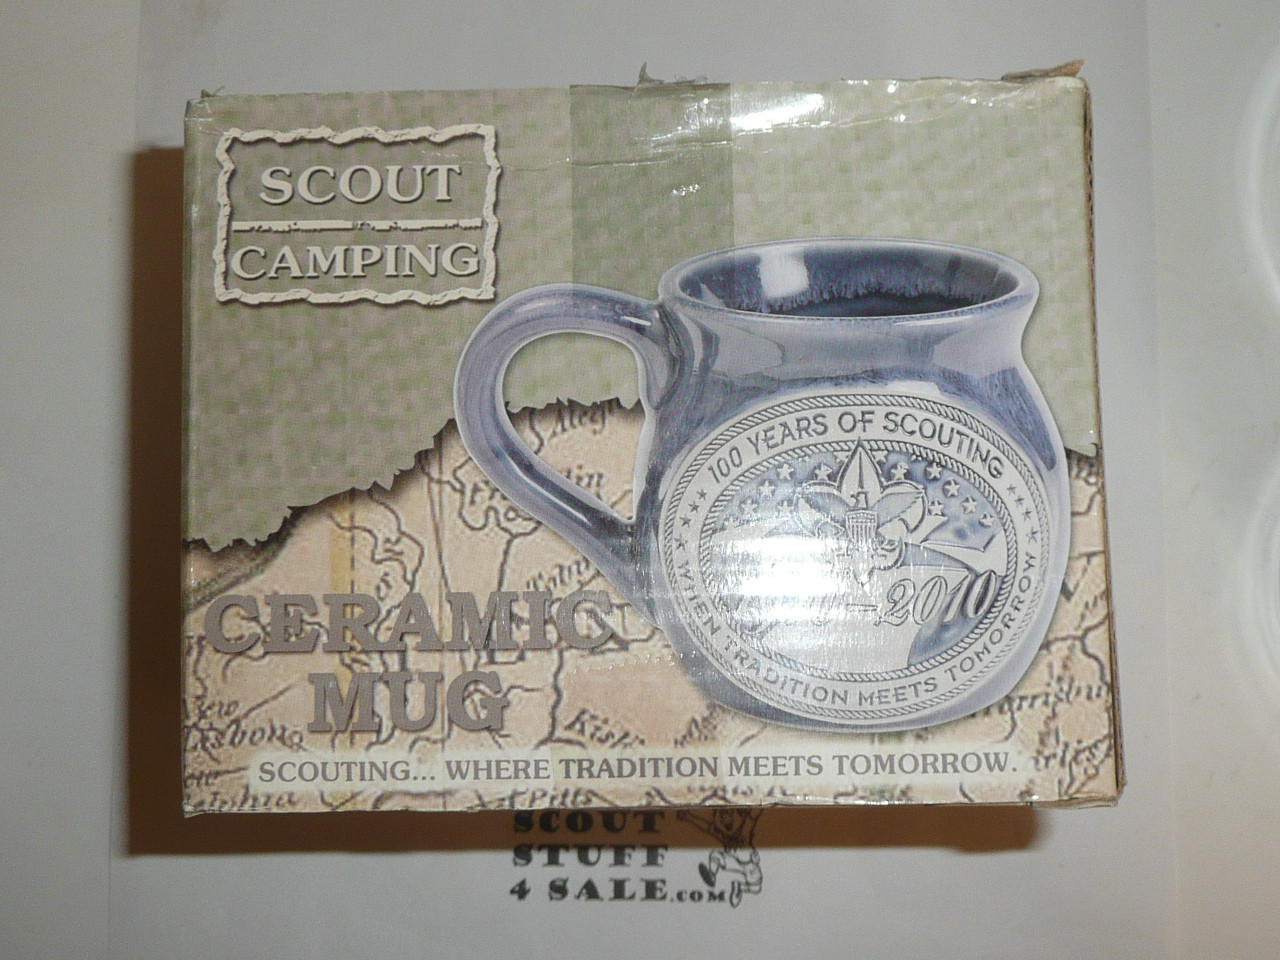 SCOUT
CAMPING
100 YEARS OF SCOUTING
2010
WHEN TRADITION MEETS TOMORROW
CERAMIC
MUG
SCOUTING... WHERE TRADITION MEETS TOMORROW.
SCOUT
STUFF
4 SALE.COM